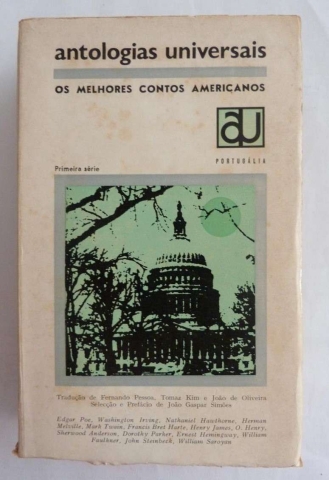 antologias universais
OS MELHORES CONTOS AMERICANOS
au
PORTUGÁLIA
Primeira série
Tradução de Fernando Pessoa, Tomaz Kim e João de Oliveira
Selecção e Prefácio de João Gaspar Simões
Edgar Poe, Washington Irving, Nathaniel Hawthorne, Herman
Melville, Mark Twain, Francis Bret Harte, Henry James, O. Henry,
Sherwood Anderson, Dorothy Parker, Ernest Hemingway, William
Faulkner, John Steinbeck, William Saroyan